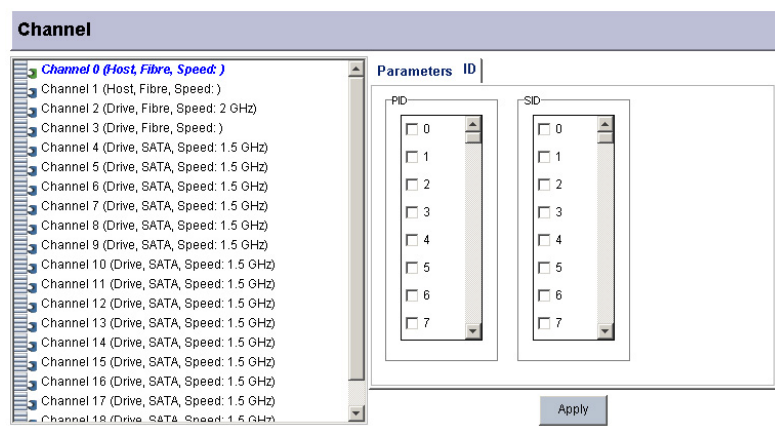 Channel
Channel 0 (Host, Fibre, Speed: )
Channel 1 (Host, Fibre, Speed: )
Channel 2 (Drive, Fibre, Speed: 2 GHz)
Channel 3 (Drive, Fibre, Speed: )
Channel 4 (Drive, SATA, Speed: 1.5 GHz)
Channel 5 (Drive, SATA, Speed: 1.5 GHz)
Channel 6 (Drive, SATA, Speed: 1.5 GHz)
Channel 7 (Drive, SATA, Speed: 1.5 GHz)
Channel 8 (Drive, SATA, Speed: 1.5 GHz)
Channel 9 (Drive, SATA, Speed: 1.5 GHz)
Channel 10 (Drive, SATA, Speed: 1.5 GHz)
Channel 11 (Drive, SATA, Speed: 1.5 GHz)
Channel 12 (Drive, SATA, Speed: 1.5 GHz)
Channel 13 (Drive, SATA, Speed: 1.5 GHz)
Channel 14 (Drive, SATA, Speed: 1.5 GHz)
Channel 15 (Drive, SATA, Speed: 1.5 GHz)
Channel 16 (Drive, SATA, Speed: 1.5 GHz)
Channel 17 (Drive, SATA, Speed: 1.5 GHz)
Channel 18 (Drive, SATA, Speed: 1.5 GHz)
Parameters ID
PID
0
1
2
3
4
5
6
7
SID
0
1
2
3
4
5
6
7
Apply